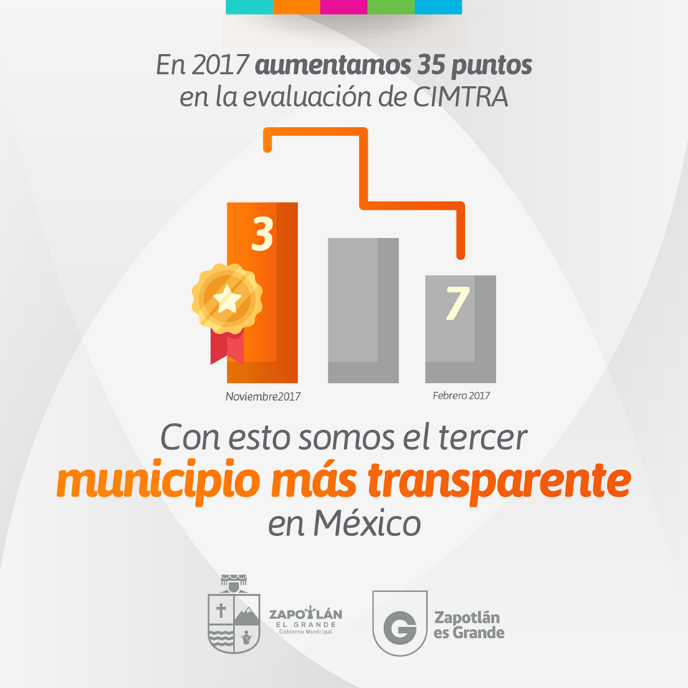 En 2017 aumentamos 35 puntos
en la evaluación de CIMTRA
3
7
Noviembre2017
Febrero 2017
Con esto somos el tercer
municipio más transparente
en México
ZAPOTLÁN
EL GRANDE
Gobierno Municipal
G
Zapotlán
es Grande